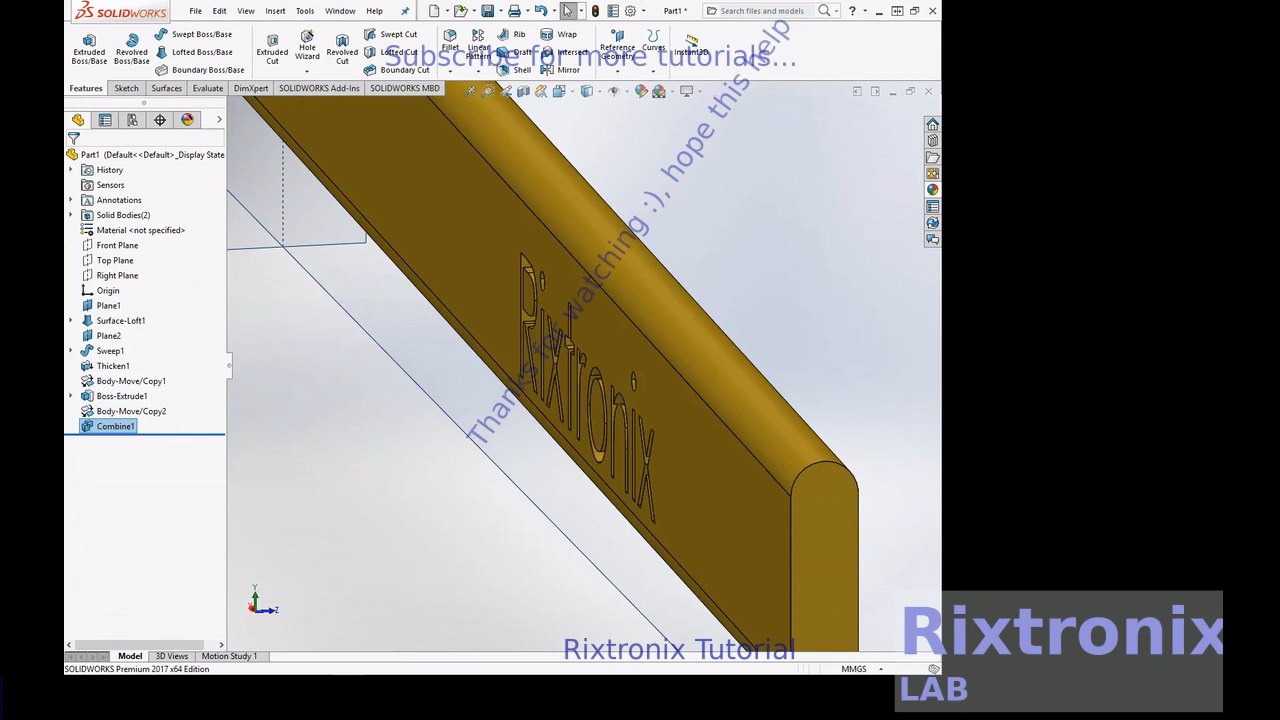 SOLIDWORKS
File Edit View Insert Tools Window Help
Part1 *
Search files and models
Extruded Boss/Base
Revolved Boss/Base
Swept Boss/Base
Lofted Boss/Base
Boundary Boss/Base
Extruded Cut
Hole Wizard
Revolved Cut
Swept Cut
Lofted Cut
Boundary Cut
Fillet
Linear Pattern
Rib
Draft
Shell
Wrap
Intersect
Mirror
Reference Geometry
Curves
Instant3D
Subscribe for more tutorials...
Features Sketch Surfaces Evaluate DimXpert SOLIDWORKS Add-Ins SOLIDWORKS MBD
Part1 (Default<<Default>_Display State
History
Sensors
Annotations
Solid Bodies(2)
Material <not specified>
Front Plane
Top Plane
Right Plane
Origin
Plane1
Surface-Loft1
Plane2
Sweep1
Thicken1
Body-Move/Copy1
Boss-Extrude1
Body-Move/Copy2
Combine1
Thanks for watching :), hope this help
Rixtronix
Y
Z
Rixtronix Tutorial
Rixtronix
LAB
Model 3D Views Motion Study 1
SOLIDWORKS Premium 2017 x64 Edition
MMGS